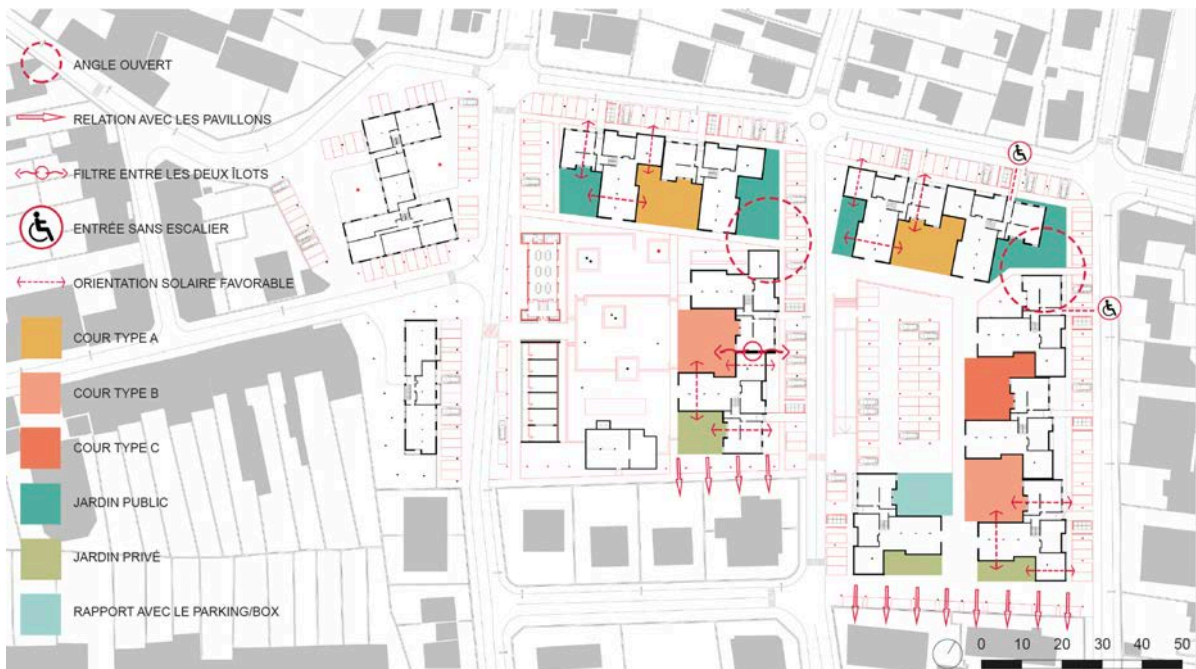 ANGLE OUVERT
RELATION AVEC LES PAVILLONS
FILTRE ENTRE LES DEUX ÎLOTS
ENTRÉE SANS ESCALIER
ORIENTATION SOLAIRE FAVORABLE
COUR TYPE A
COUR TYPE B
COUR TYPE C
JARDIN PUBLIC
JARDIN PRIVÉ
RAPPORT AVEC LE PARKING/BOX
0 10 20 30 40 50